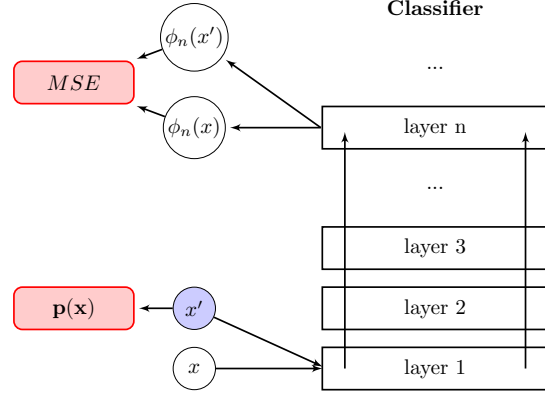 Classifier
ϕₙ(x′)
...
MSE
ϕₙ(x)
layer n
...
layer 3
p(x)
x′
layer 2
x
layer 1